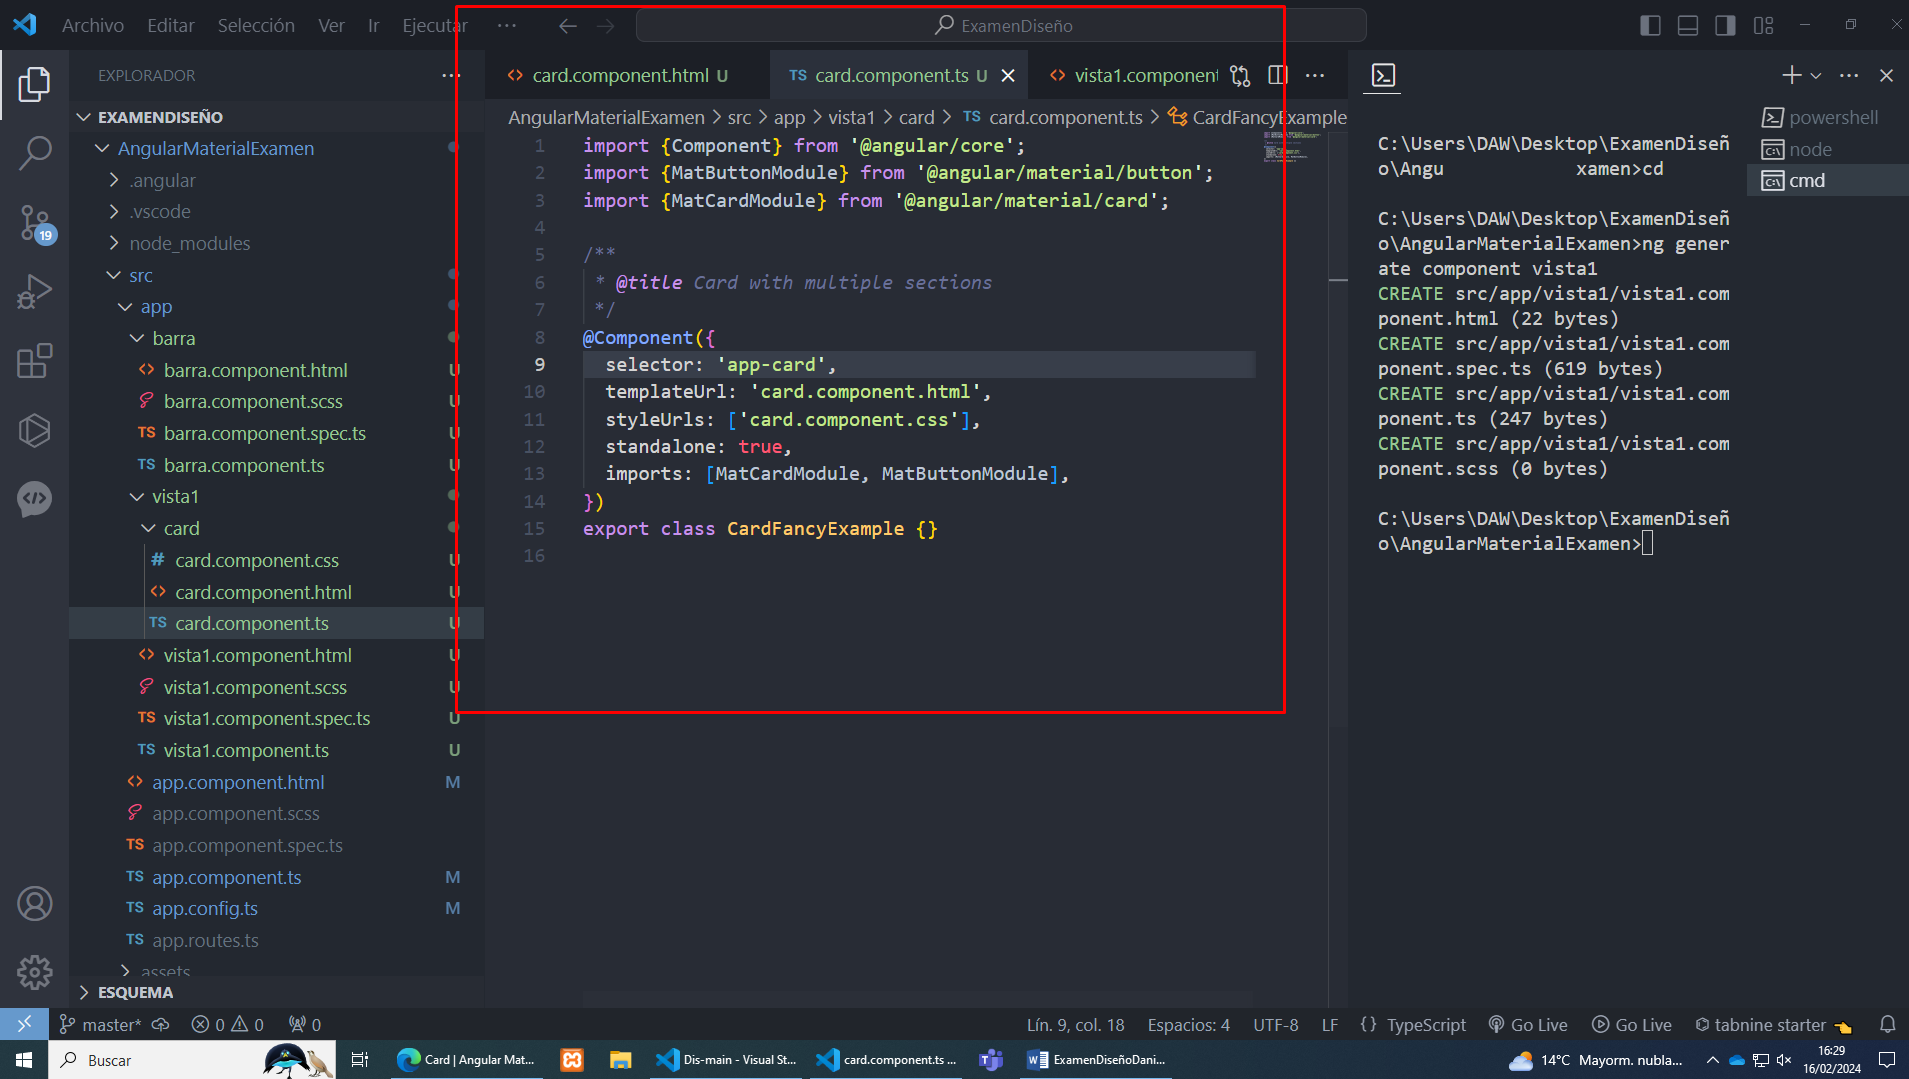 Archivo Editar Selección Ver Ir Ejecutar ··· ExamenDiseño
EXPLORADOR
EXAMENDISEÑO
AngularMaterialExamen
.angular
.vscode
node_modules
src
app
barra
barra.component.html U
barra.component.scss U
barra.component.spec.ts U
barra.component.ts U
vista1
card
card.component.css U
card.component.html U
card.component.ts U
vista1.component.html U
vista1.component.scss U
vista1.component.spec.ts U
vista1.component.ts U
app.component.html M
app.component.scss
app.component.spec.ts
app.component.ts M
app.config.ts M
app.routes.ts
assets
ESQUEMA
19
card.component.html U card.component.ts U vista1.component
AngularMaterialExamen > src > app > vista1 > card > TS card.component.ts > CardFancyExample
1 import {Component} from '@angular/core';
2 import {MatButtonModule} from '@angular/material/button';
3 import {MatCardModule} from '@angular/material/card';
4
5 /**
6 * @title Card with multiple sections
7 */
8 @Component({
9 selector: 'app-card',
10 templateUrl: 'card.component.html',
11 styleUrls: ['card.component.css'],
12 standalone: true,
13 imports: [MatCardModule, MatButtonModule],
14 })
15 export class CardFancyExample {}
16
C:\Users\DAW\Desktop\ExamenDiseñ
o\Angu xamen>cd
C:\Users\DAW\Desktop\ExamenDiseñ
o\AngularMaterialExamen>ng gener
ate component vista1
CREATE src/app/vista1/vista1.com
ponent.html (22 bytes)
CREATE src/app/vista1/vista1.com
ponent.spec.ts (619 bytes)
CREATE src/app/vista1/vista1.com
ponent.ts (247 bytes)
CREATE src/app/vista1/vista1.com
ponent.scss (0 bytes)
C:\Users\DAW\Desktop\ExamenDiseñ
o\AngularMaterialExamen>
powershell
node
cmd
master* 0 0 0 Lín. 9, col. 18 Espacios: 4 UTF-8 LF {} TypeScript Go Live Go Live tabnine starter
Buscar Card | Angular Mat... Dis-main - Visual St... card.component.ts ... ExamenDiseñoDani... 14°C Mayorm. nubla... 16:29
16/02/2024